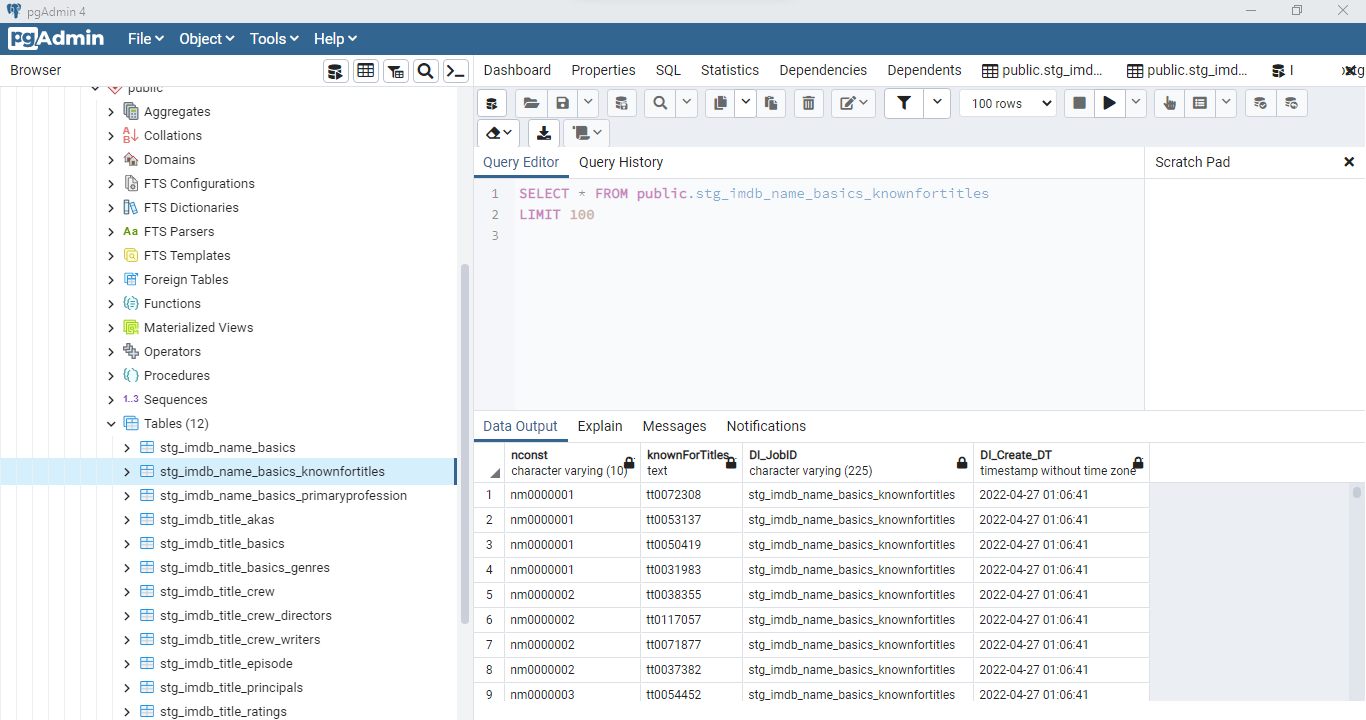 pgAdmin 4
pgAdmin File Object Tools Help
Browser
Dashboard Properties SQL Statistics Dependencies Dependents public.stg_imd... public.stg_imd... I
100 rows
public
Aggregates
Collations
Domains
FTS Configurations
FTS Dictionaries
Aa FTS Parsers
FTS Templates
Foreign Tables
Functions
Materialized Views
Operators
Procedures
1..3 Sequences
Tables (12)
stg_imdb_name_basics
stg_imdb_name_basics_knownfortitles
stg_imdb_name_basics_primaryprofession
stg_imdb_title_akas
stg_imdb_title_basics
stg_imdb_title_basics_genres
stg_imdb_title_crew
stg_imdb_title_crew_directors
stg_imdb_title_crew_writers
stg_imdb_title_episode
stg_imdb_title_principals
stg_imdb_title_ratings
Query Editor Query History
Scratch Pad
1 SELECT * FROM public.stg_imdb_name_basics_knownfortitles
2 LIMIT 100
3
Data Output Explain Messages Notifications
nconst knownForTitles DI_JobID DI_Create_DT
character varying (10) text character varying (225) timestamp without time zone
1 nm0000001 tt0072308 stg_imdb_name_basics_knownfortitles 2022-04-27 01:06:41
2 nm0000001 tt0053137 stg_imdb_name_basics_knownfortitles 2022-04-27 01:06:41
3 nm0000001 tt0050419 stg_imdb_name_basics_knownfortitles 2022-04-27 01:06:41
4 nm0000001 tt0031983 stg_imdb_name_basics_knownfortitles 2022-04-27 01:06:41
5 nm0000002 tt0038355 stg_imdb_name_basics_knownfortitles 2022-04-27 01:06:41
6 nm0000002 tt0117057 stg_imdb_name_basics_knownfortitles 2022-04-27 01:06:41
7 nm0000002 tt0071877 stg_imdb_name_basics_knownfortitles 2022-04-27 01:06:41
8 nm0000002 tt0037382 stg_imdb_name_basics_knownfortitles 2022-04-27 01:06:41
9 nm0000003 tt0054452 stg_imdb_name_basics_knownfortitles 2022-04-27 01:06:41